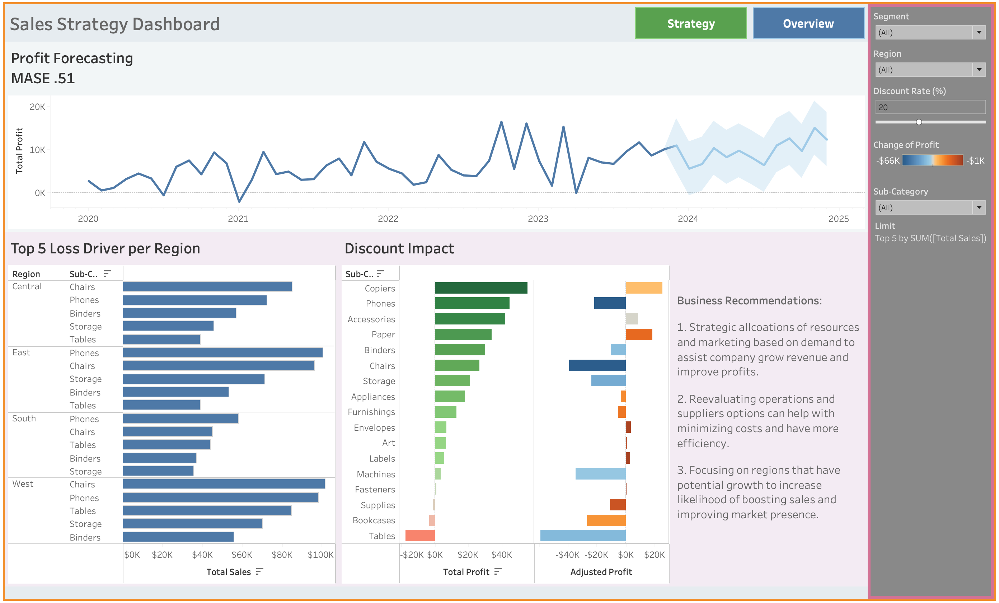 Sales Strategy Dashboard
Strategy
Overview
Profit Forecasting
MASE .51
Total Profit
20K
10K
0K
2020
2021
2022
2023
2024
2025
Top 5 Loss Driver per Region
Region Sub-C..
Central Chairs
Phones
Binders
Storage
Tables
East Phones
Chairs
Storage
Binders
Tables
South Phones
Chairs
Tables
Binders
Storage
West Chairs
Phones
Tables
Storage
Binders
$0K $20K $40K $60K $80K $100K
Total Sales
Discount Impact
Sub-C..
Copiers
Phones
Accessories
Paper
Binders
Chairs
Storage
Appliances
Furnishings
Envelopes
Art
Labels
Machines
Fasteners
Supplies
Bookcases
Tables
-$20K $0K $20K $40K
Total Profit
-$40K -$20K $0K $20K
Adjusted Profit
Business Recommendations:
1. Strategic allcoations of resources
and marketing based on demand to
assist company grow revenue and
improve profits.
2. Reevaluating operations and
suppliers options can help with
minimizing costs and have more
efficiency.
3. Focusing on regions that have
potential growth to increase
likelihood of boosting sales and
improving market presence.
Segment
(All)
Region
(All)
Discount Rate (%)
20
Change of Profit
-$66K -$1K
Sub-Category
(All)
Limit
Top 5 by SUM([Total Sales])